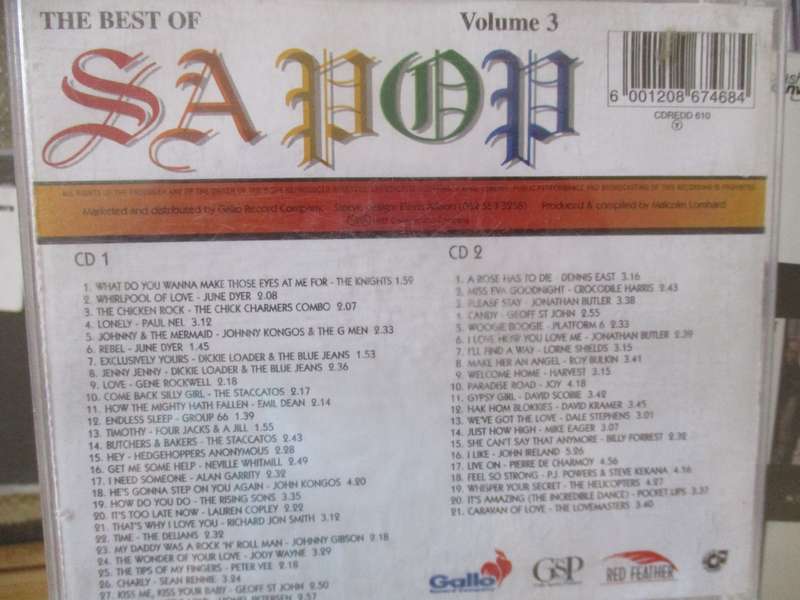 THE BEST OF
Volume 3
SA POP
6 001208 674684
CDREDD 610
Marketed and distributed by Gallo Record Company.
Produced & compiled by Malcolm Lombard
CD 1
1. WHAT DO YOU WANNA MAKE THOSE EYES AT ME FOR - THE KNIGHTS 1.59
2. WHIRLPOOL OF LOVE - JUNE DYER 2.08
3. THE CHICKEN ROCK - THE CHICK CHARMERS COMBO 2.07
4. LONELY - PAUL NEL 3.12
5. JOHNNY & THE MERMAID - JOHNNY KONGOS & THE G MEN 2.33
6. REBEL - JUNE DYER 1.45
7. EXCLUSIVELY YOURS - DICKIE LOADER & THE BLUE JEANS 1.53
8. JENNY JENNY - DICKIE LOADER & THE BLUE JEANS 2.36
9. LOVE - GENE ROCKWELL 2.18
10. COME BACK SILLY GIRL - THE STACCATOS 2.17
11. HOW THE MIGHTY HATH FALLEN - EMIL DEAN 2.14
12. ENDLESS SLEEP - GROUP 66 1.39
13. TIMOTHY - FOUR JACKS & A JILL 1.55
14. BUTCHERS & BAKERS - THE STACCATOS 2.43
15. HEY - HEDGEHOPPERS ANONYMOUS 2.28
16. GET ME SOME HELP - NEVILLE WHITMILL 2.49
17. I NEED SOMEONE - ALAN GARRITY 2.32
18. HE'S GONNA STEP ON YOU AGAIN - JOHN KONGOS 4.20
19. HOW DO YOU DO - THE RISING SONS 3.35
20. IT'S TOO LATE NOW - LAUREN COPLEY 2.22
21. THAT'S WHY I LOVE YOU - RICHARD JON SMITH 3.12
22. TIME - THE DELIANS 2.32
23. MY DADDY WAS A ROCK 'N' ROLL MAN - JOHNNY GIBSON 2.18
24. THE WONDER OF YOUR LOVE - JODY WAYNE 3.29
25. THE TIPS OF MY FINGERS - PETER VEE 2.18
26. CHARLY - SEAN RENNIE 3.24
27. KISS ME, KISS YOUR BABY - GEOFF ST JOHN 2.50
LIONEL PETERSEN 2.57
CD 2
1. A ROSE HAS TO DIE - DENNIS EAST 3.16
2. MISS EVA GOODNIGHT - CROCODILE HARRIS 2.43
3. PLEASE STAY - JONATHAN BUTLER 3.38
4. CANDY - GEOFF ST JOHN 2.55
5. WOOGIE BOOGIE - PLATFORM 6 2.33
6. I LOVE HOW YOU LOVE ME - JONATHAN BUTLER 2.39
7. I'LL FIND A WAY - LORNE SHIELDS 3.15
8. MAKE HER AN ANGEL - ROY BULKIN 3.41
9. WELCOME HOME - HARVEST 3.15
10. PARADISE ROAD - JOY 4.18
11. GYPSY GIRL - DAVID SCOBIE 3.42
12. HAK HOM BLOKKIES - DAVID KRAMER 3.45
13. WE'VE GOT THE LOVE - DALE STEPHENS 3.01
14. JUST HOW HIGH - MIKE EAGER 3.07
15. SHE CAN'T SAY THAT ANYMORE - BILLY FORREST 2.32
16. I LIKE - JOHN IRELAND 5.26
17. LIVE ON - PIERRE DE CHARMOY 4.16
18. FEEL SO STRONG - P.J. POWERS & STEVE KEKANA 4.16
19. WHISPER YOUR SECRET - THE HELICOPTERS 4.27
20. IT'S AMAZING (THE INCREDIBLE DANCE) - POCKET LIPS 3.37
21. CARAVAN OF LOVE - THE LOVEMASTERS 3.40
Gallo
Record Company
GSP
RED FEATHER